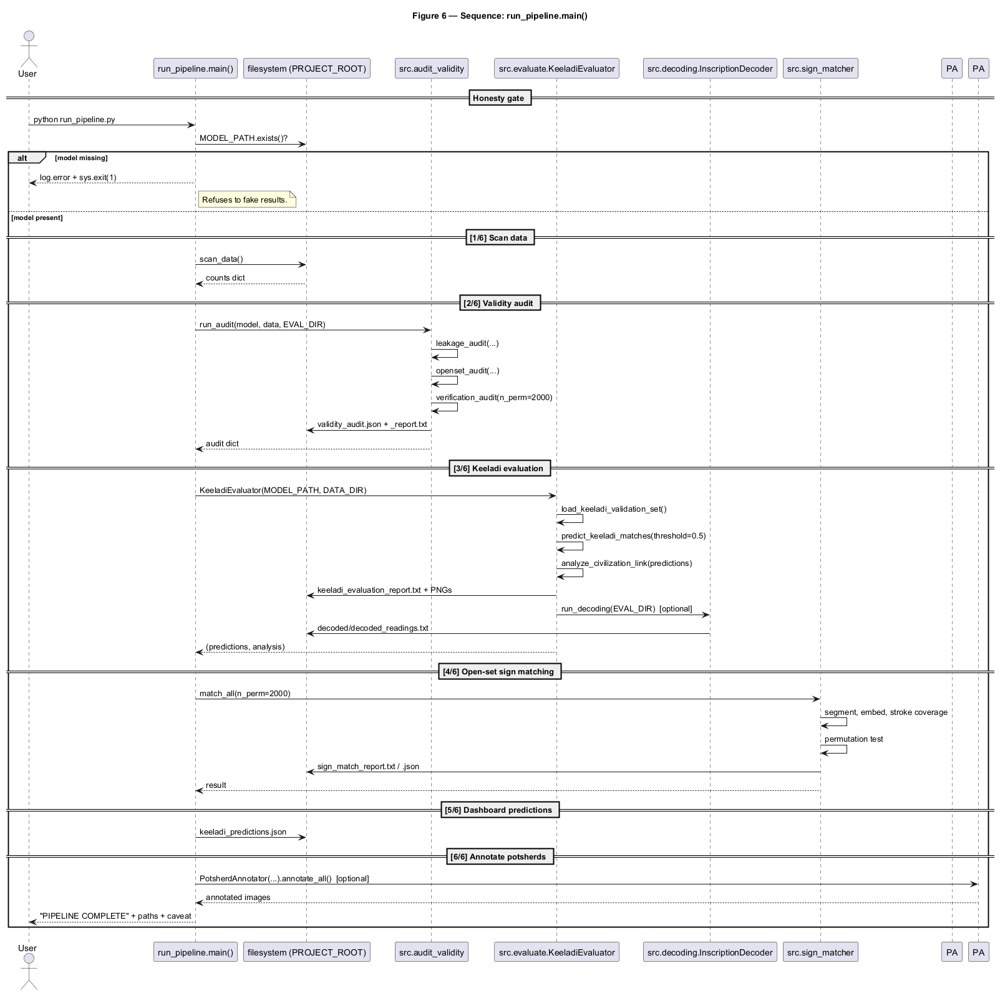 Figure 6 — Sequence: run_pipeline.main()
User
run_pipeline.main()
filesystem (PROJECT_ROOT)
src.audit_validity
src.evaluate.KeeladiEvaluator
src.decoding.InscriptionDecoder
src.sign_matcher
PA
PA
Honesty gate
python run_pipeline.py
MODEL_PATH.exists()?
alt
[model missing]
log.error + sys.exit(1)
Refuses to fake results.
[model present]
[1/6] Scan data
scan_data()
counts dict
[2/6] Validity audit
run_audit(model, data, EVAL_DIR)
leakage_audit(...)
openset_audit(...)
verification_audit(n_perm=2000)
validity_audit.json + _report.txt
audit dict
[3/6] Keeladi evaluation
KeeladiEvaluator(MODEL_PATH, DATA_DIR)
load_keeladi_validation_set()
predict_keeladi_matches(threshold=0.5)
analyze_civilization_link(predictions)
keeladi_evaluation_report.txt + PNGs
run_decoding(EVAL_DIR)  [optional]
decoded/decoded_readings.txt
(predictions, analysis)
[4/6] Open-set sign matching
match_all(n_perm=2000)
segment, embed, stroke coverage
permutation test
sign_match_report.txt / .json
result
[5/6] Dashboard predictions
keeladi_predictions.json
[6/6] Annotate potsherds
PotsherdAnnotator(...).annotate_all()  [optional]
annotated images
"PIPELINE COMPLETE" + paths + caveat
User
run_pipeline.main()
filesystem (PROJECT_ROOT)
src.audit_validity
src.evaluate.KeeladiEvaluator
src.decoding.InscriptionDecoder
src.sign_matcher
PA
PA